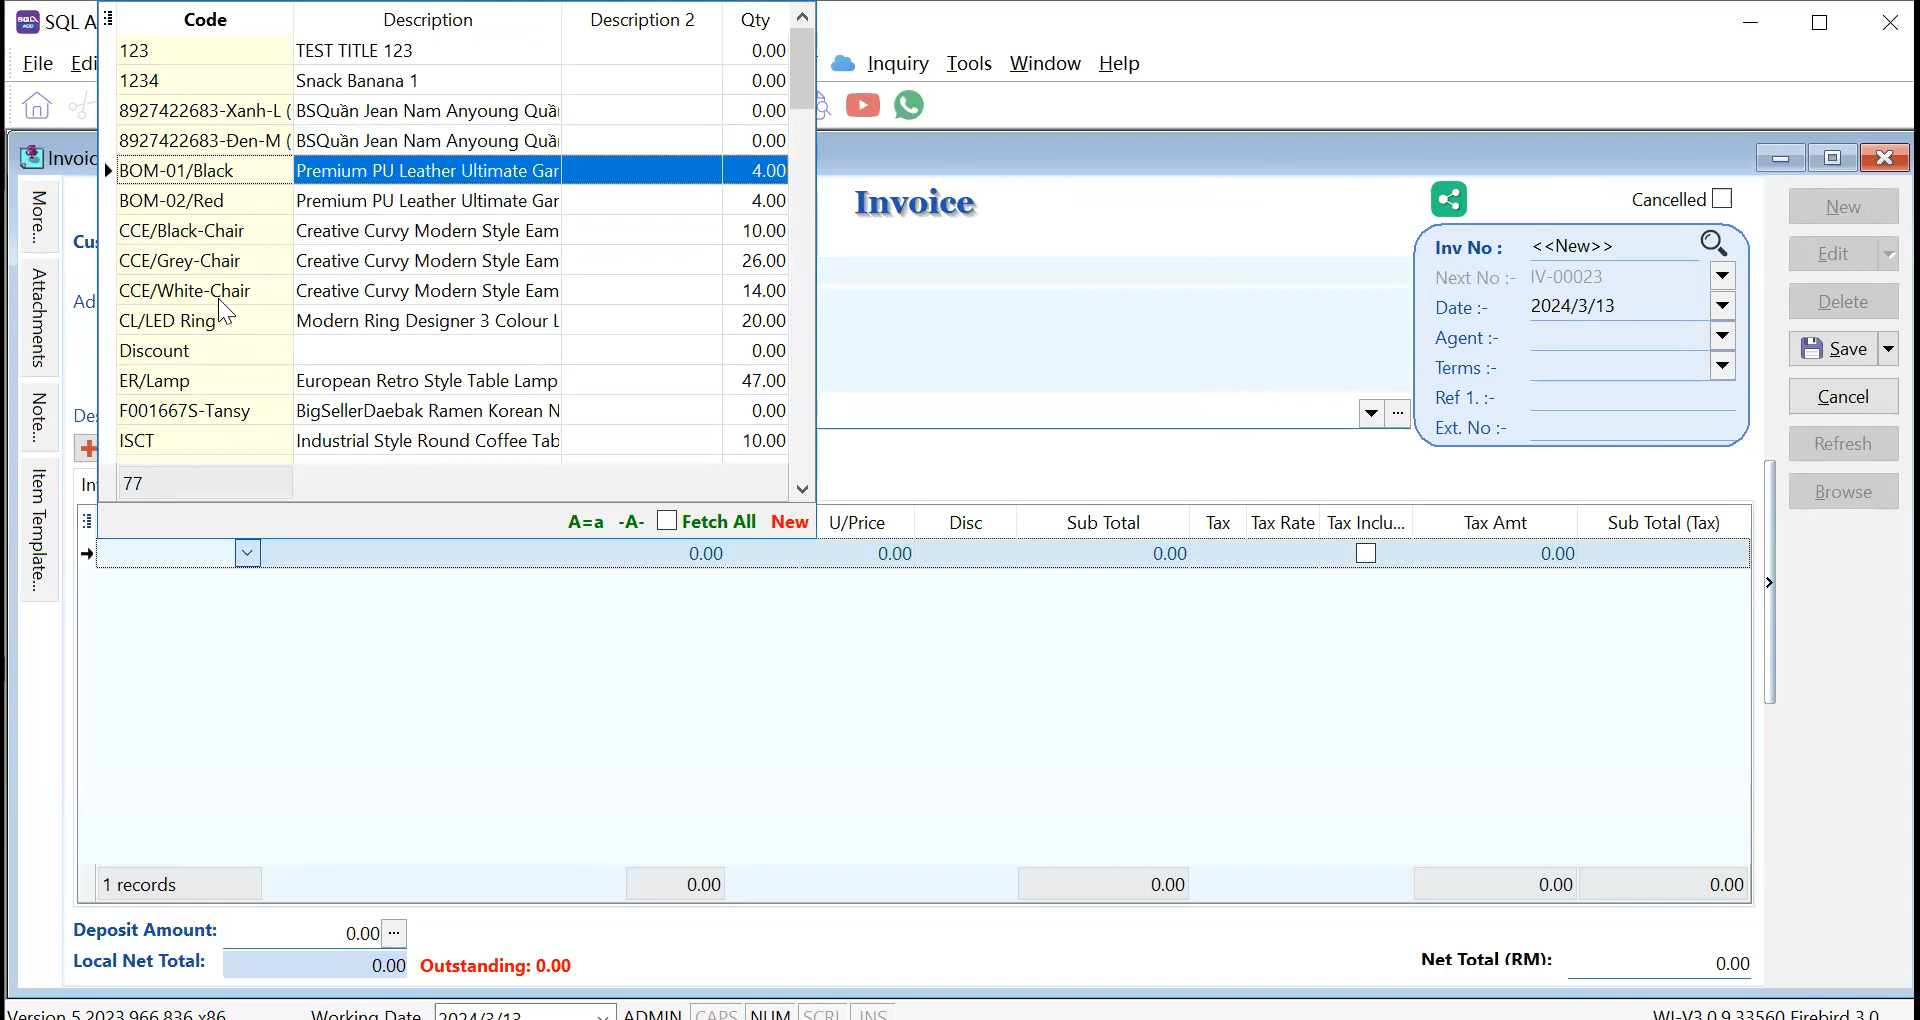 SQL A
File Edi Inquiry Tools Window Help
Code Description Description 2 Qty
123 TEST TITLE 123 0.00
1234 Snack Banana 1 0.00
8927422683-Xanh-L ( BSQuần Jean Nam Anyoung Quầ 0.00
8927422683-Đen-M ( BSQuần Jean Nam Anyoung Quầ 0.00
BOM-01/Black Premium PU Leather Ultimate Gar 4.00
BOM-02/Red Premium PU Leather Ultimate Gar 4.00
CCE/Black-Chair Creative Curvy Modern Style Eam 10.00
CCE/Grey-Chair Creative Curvy Modern Style Eam 26.00
CCE/White-Chair Creative Curvy Modern Style Eam 14.00
CL/LED Ring Modern Ring Designer 3 Colour L 20.00
Discount 0.00
ER/Lamp European Retro Style Table Lamp 47.00
F001667S-Tansy BigSellerDaebak Ramen Korean N 0.00
ISCT Industrial Style Round Coffee Tab 10.00
77
A=a -A- Fetch All New
Invoic
More...
Attachments
Note...
Item Template...
Cu
Ad
De
In
Invoice
Cancelled
Inv No : <<New>>
Next No :- IV-00023
Date :- 2024/3/13
Agent :-
Terms :-
Ref 1. :-
Ext. No :-
New
Edit
Delete
Save
Cancel
Refresh
Browse
U/Price Disc Sub Total Tax Tax Rate Tax Inclu... Tax Amt Sub Total (Tax)
0.00 0.00 0.00 0.00
1 records 0.00 0.00 0.00 0.00
Deposit Amount: 0.00 ...
Local Net Total: 0.00 Outstanding: 0.00
Net Total (RM): 0.00
Version 5.2023.966.836 x86 Working Date 2024/3/13 ADMIN CAPS NUM SCRL INS WI-V3.0.9.33560 Firebird 3.0